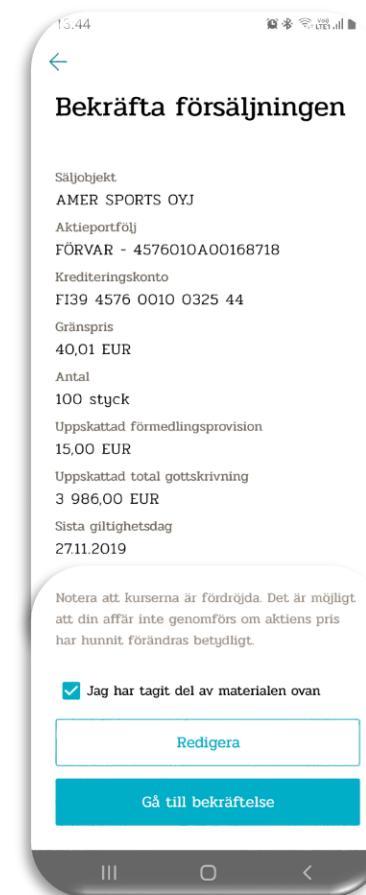 13.44
Bekräfta försäljningen
Säljobjekt
AMER SPORTS OYJ
Aktieportfölj
FÖRVAR - 4576010A00168718
Krediteringskonto
FI39 4576 0010 0325 44
Gränspris
40,01 EUR
Antal
100 styck
Uppskattad förmedlingsprovision
15,00 EUR
Uppskattad total gottskrivning
3 986,00 EUR
Sista giltighetsdag
27.11.2019
Notera att kurserna är fördröjda. Det är möjligt
att din affär inte genomförs om aktiens pris
har hunnit förändras betydligt.
Jag har tagit del av materialen ovan
Redigera
Gå till bekräftelse